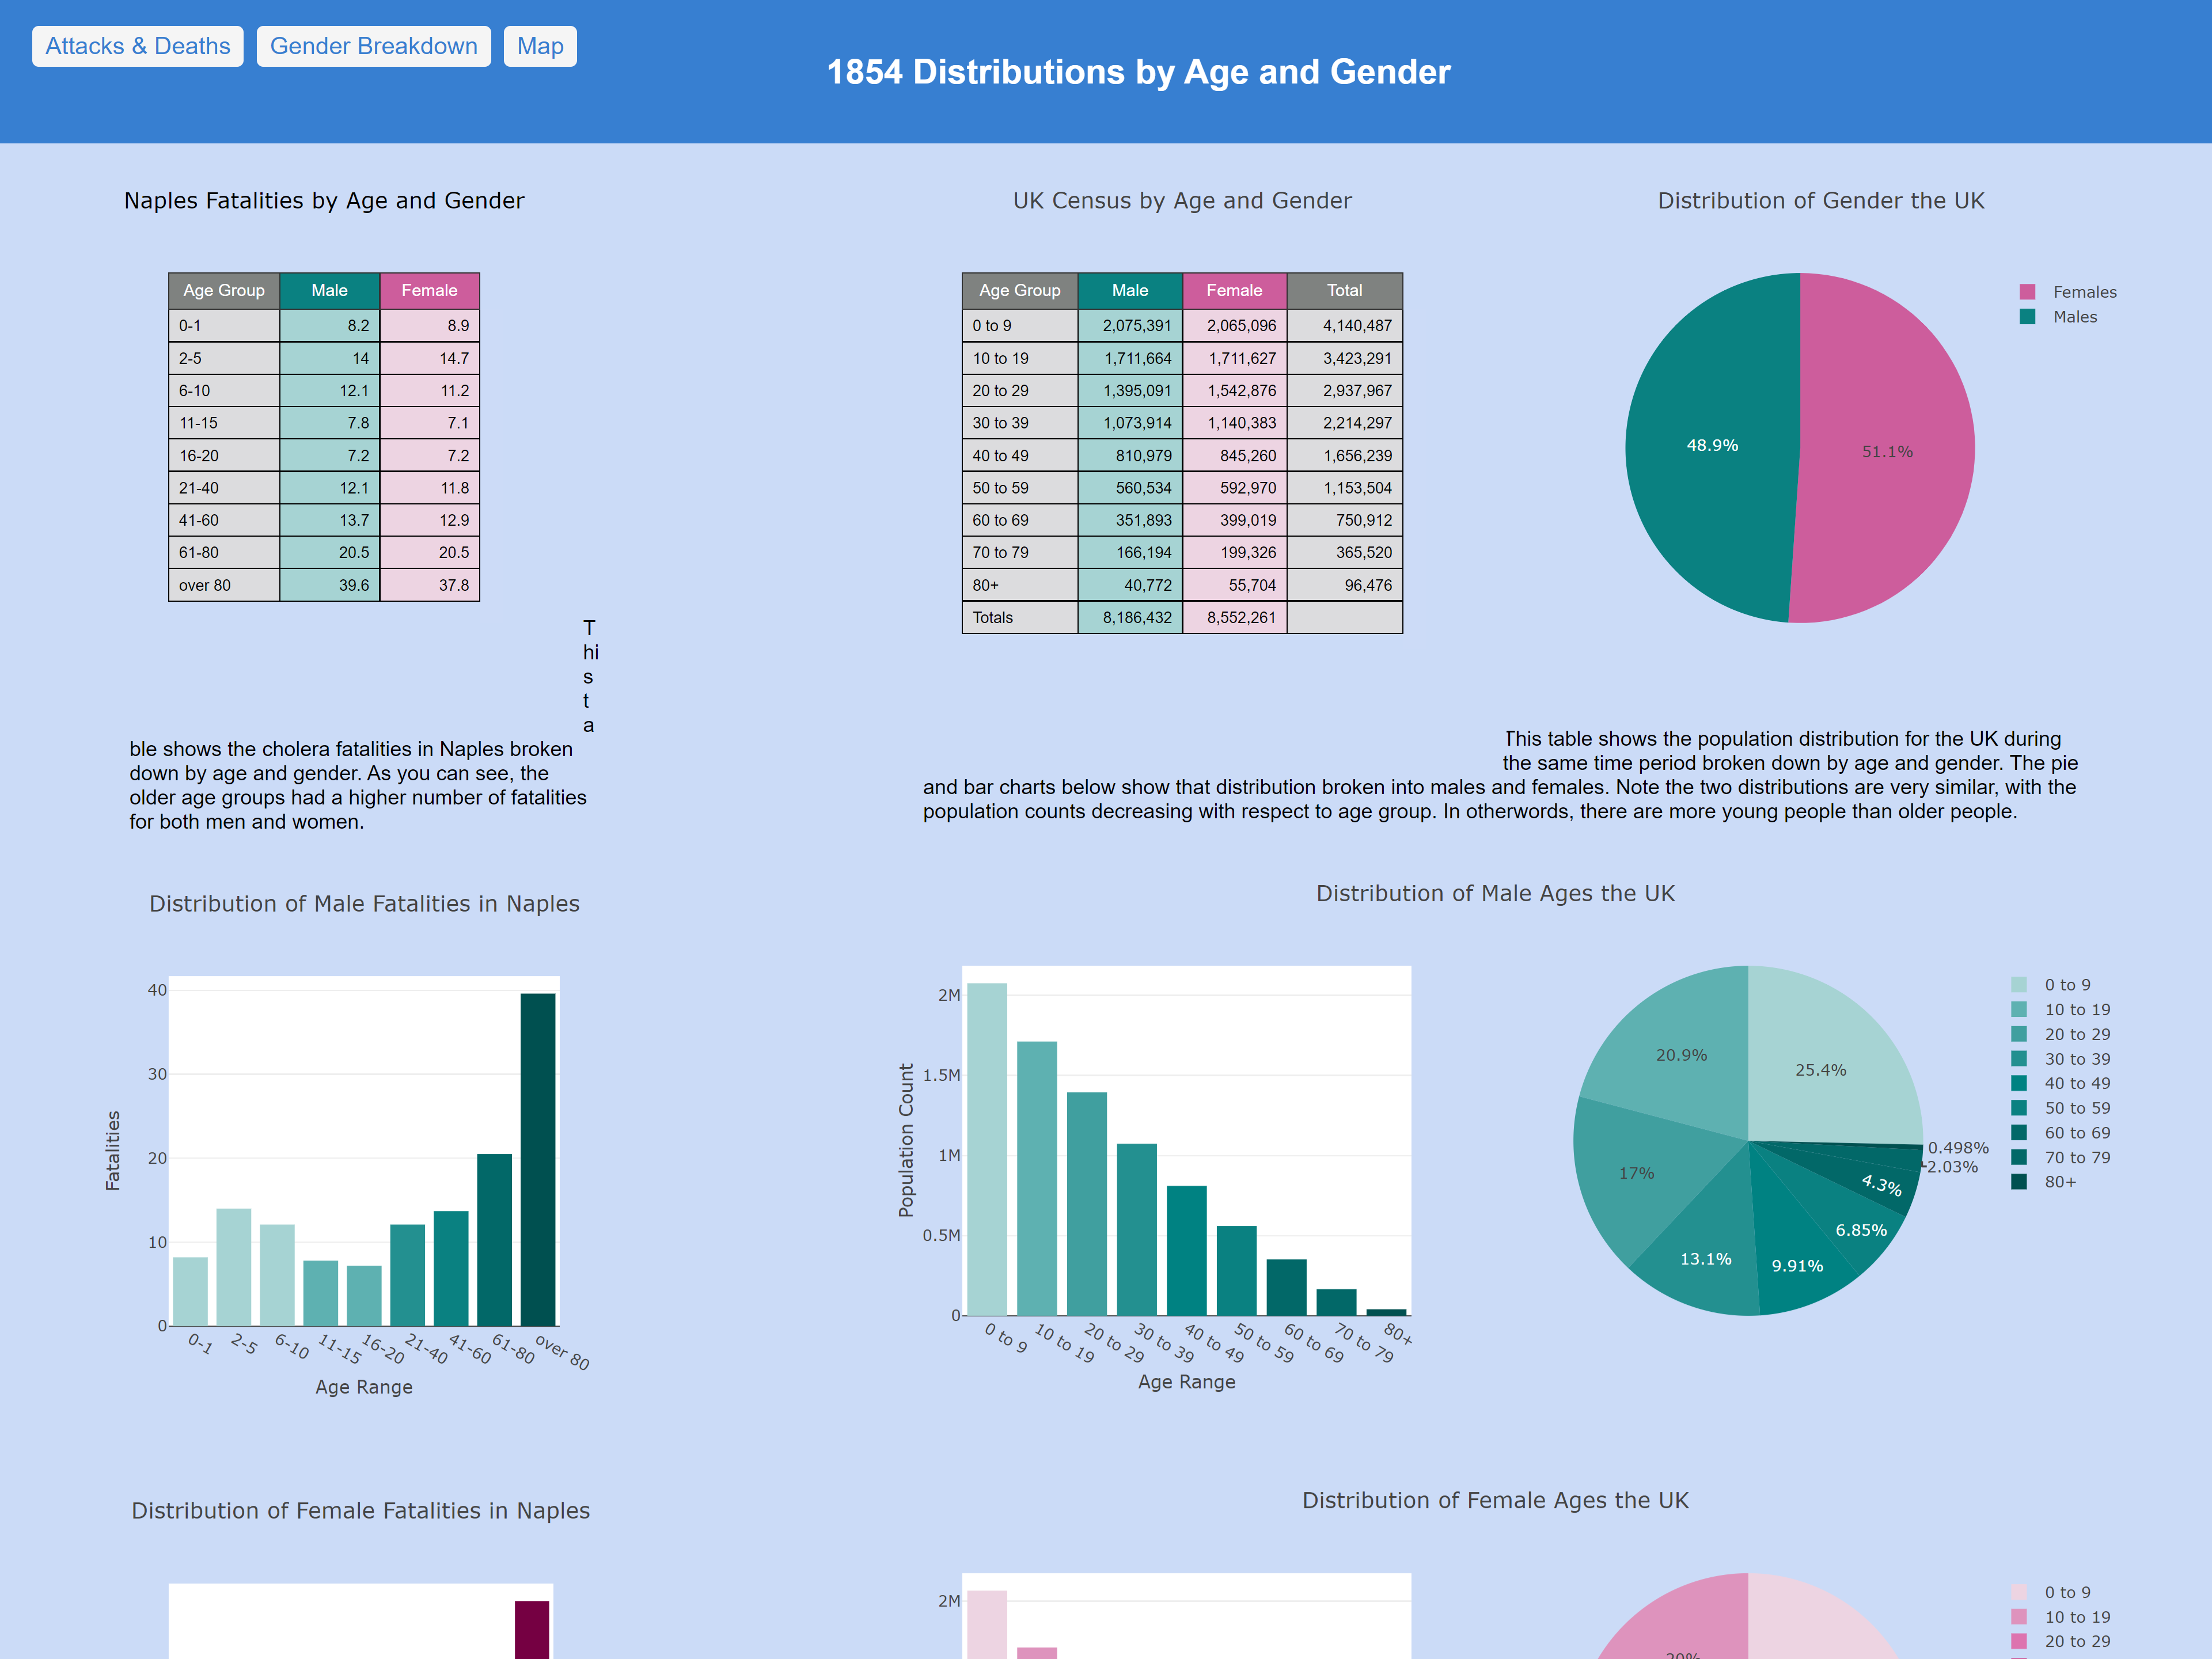 Attacks & Deaths Gender Breakdown Map
1854 Distributions by Age and Gender
Naples Fatalities by Age and Gender
Age Group Male Female
0-1 8.2 8.9
2-5 14 14.7
6-10 12.1 11.2
11-15 7.8 7.1
16-20 7.2 7.2
21-40 12.1 11.8
41-60 13.7 12.9
61-80 20.5 20.5
over 80 39.6 37.8
T
hi
s
t
a
ble shows the cholera fatalities in Naples broken
down by age and gender. As you can see, the
older age groups had a higher number of fatalities
for both men and women.
UK Census by Age and Gender
Age Group Male Female Total
0 to 9 2,075,391 2,065,096 4,140,487
10 to 19 1,711,664 1,711,627 3,423,291
20 to 29 1,395,091 1,542,876 2,937,967
30 to 39 1,073,914 1,140,383 2,214,297
40 to 49 810,979 845,260 1,656,239
50 to 59 560,534 592,970 1,153,504
60 to 69 351,893 399,019 750,912
70 to 79 166,194 199,326 365,520
80+ 40,772 55,704 96,476
Totals 8,186,432 8,552,261
Distribution of Gender the UK
48.9%
51.1%
Females
Males
This table shows the population distribution for the UK during
the same time period broken down by age and gender. The pie
and bar charts below show that distribution broken into males and females. Note the two distributions are very similar, with the
population counts decreasing with respect to age group. In otherwords, there are more young people than older people.
Distribution of Male Fatalities in Naples
Fatalities
40
30
20
10
0
0-1 2-5 6-10 11-15 16-20 21-40 41-60 61-80 over 80
Age Range
Distribution of Male Ages the UK
Population Count
2M
1.5M
1M
0.5M
0
0 to 9 10 to 19 20 to 29 30 to 39 40 to 49 50 to 59 60 to 69 70 to 79 80+
Age Range
20.9%
25.4%
17%
13.1%
9.91%
6.85%
4.3%
2.03%
0.498%
0 to 9
10 to 19
20 to 29
30 to 39
40 to 49
50 to 59
60 to 69
70 to 79
80+
Distribution of Female Fatalities in Naples
Distribution of Female Ages the UK
2M
20%
0 to 9
10 to 19
20 to 29